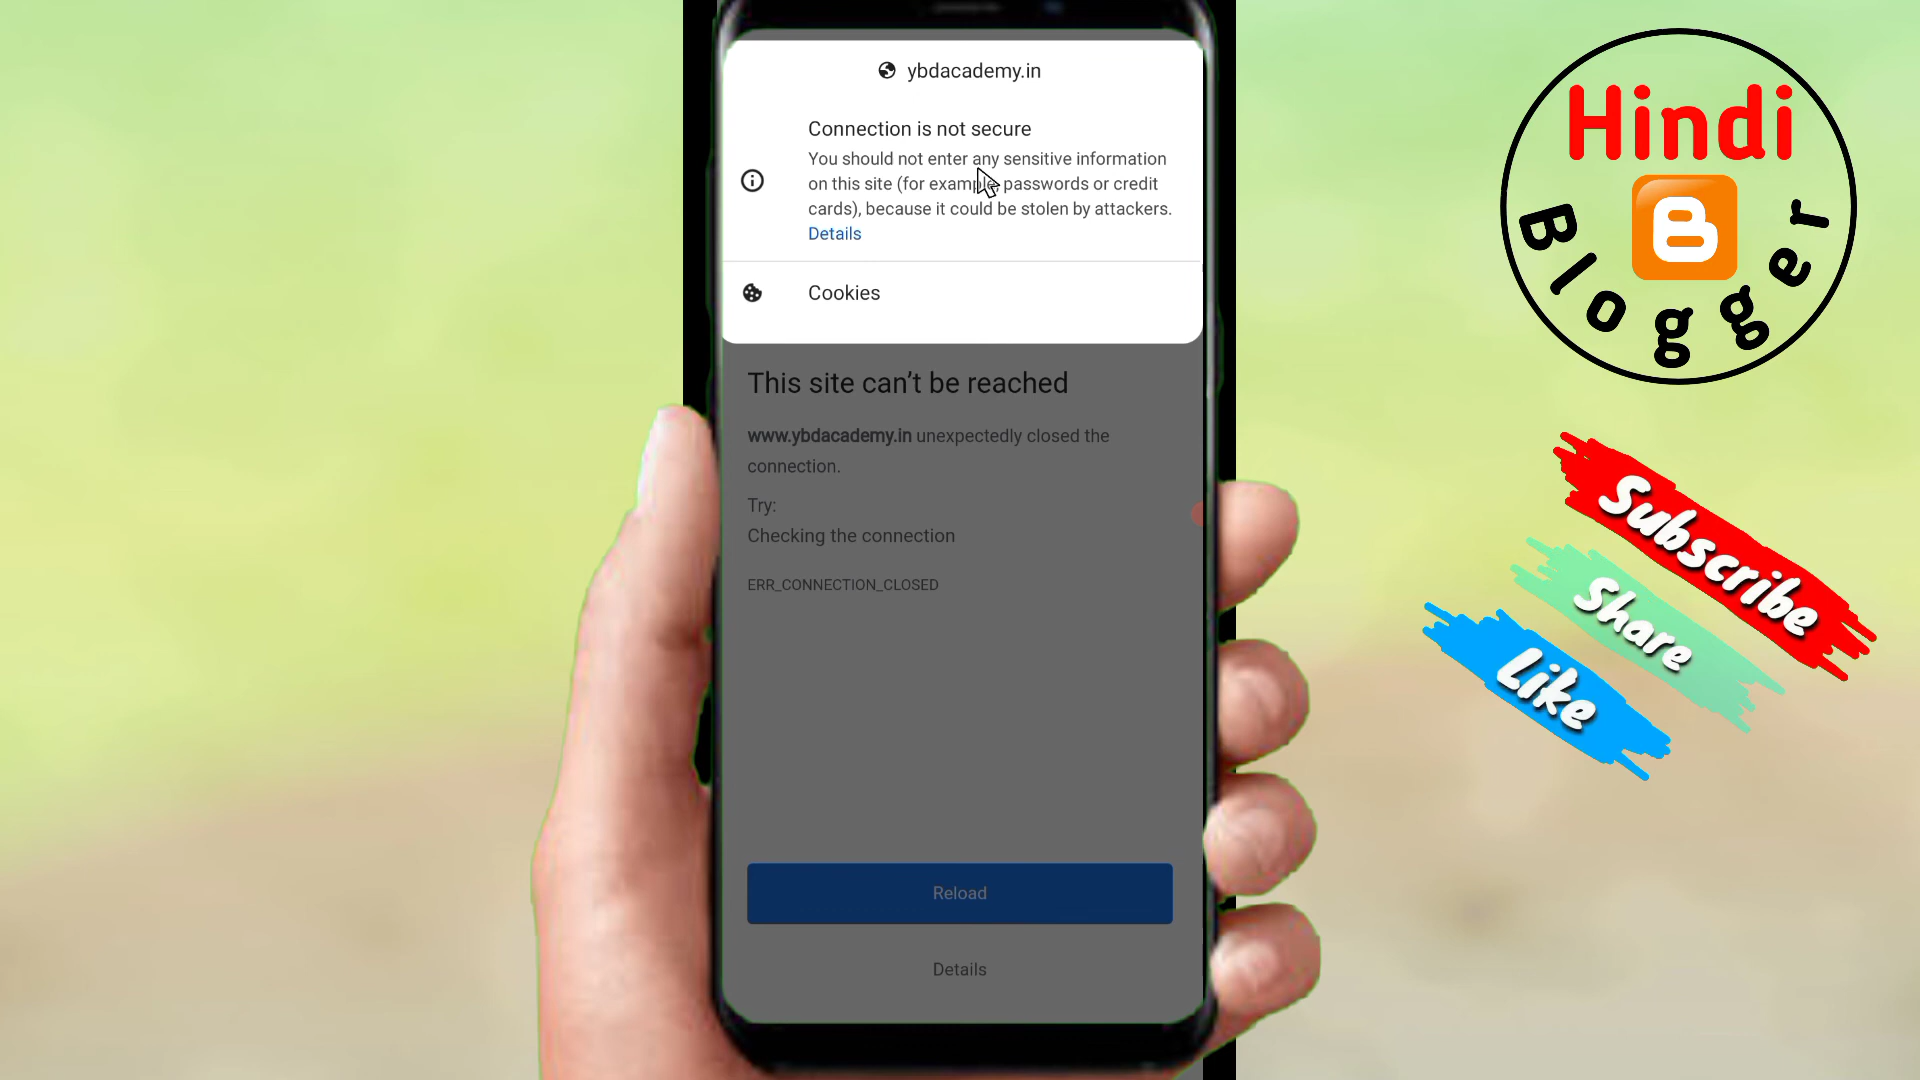 ybdacademy.in
Connection is not secure
You should not enter any sensitive information
on this site (for example, passwords or credit
cards), because it could be stolen by attackers.
Details
Cookies
This site can’t be reached
www.ybdacademy.in unexpectedly closed the
connection.
Try:
Checking the connection
ERR_CONNECTION_CLOSED
Reload
Details
Hindi
B
Blogger
Subscribe
Share
Like